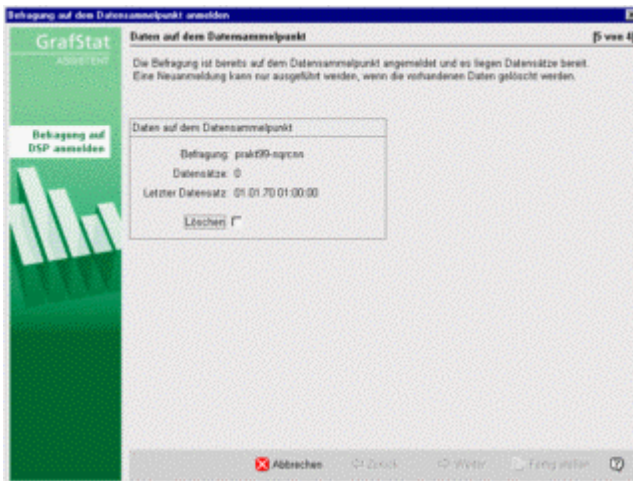 Befragung auf dem Datensammelpunkt anmelden
GrafStat
ASSISTENT
Befragung auf
DSP anmelden
Daten auf dem Datensammelpunkt
[5 von 4]
Die Befragung ist bereits auf dem Datensammelpunkt angemeldet und es liegen Datensätze bereit.
Eine Neuanmeldung kann nur ausgeführt werden, wenn die vorhandenen Daten gelöscht werden.
Daten auf dem Datensammelpunkt
Befragung:
Datensätze: 0
Letzter Datensatz: 01.01.70 01:00:00
Löschen
Abbrechen
Zurück
Weiter
Fertig stellen